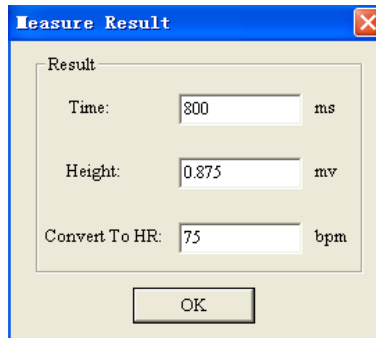 Measure Result
Result
Time: 800 ms
Height: 0.875 mv
Convert To HR: 75 bpm
OK